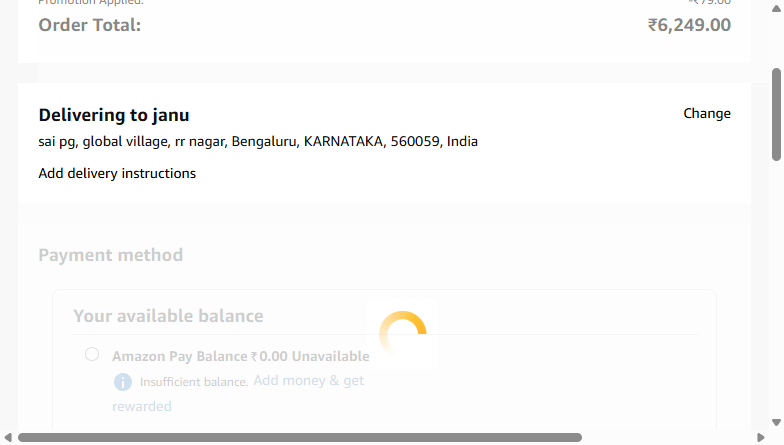 Promotion Applied: -₹79.00
Order Total: ₹6,249.00
Delivering to janu Change
sai pg, global village, rr nagar, Bengaluru, KARNATAKA, 560059, India
Add delivery instructions
Payment method
Your available balance
Amazon Pay Balance ₹0.00 Unavailable
Insufficient balance. Add money & get
rewarded